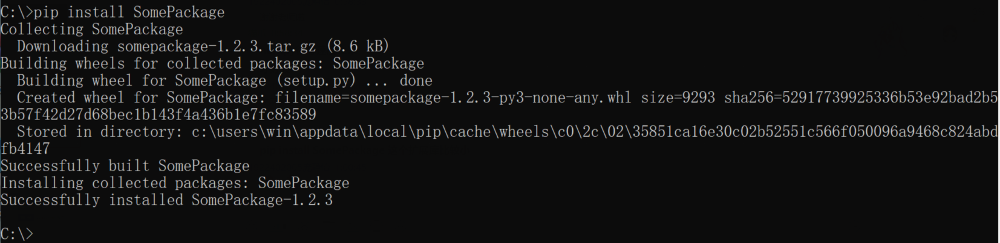 C:\>pip install SomePackage
Collecting SomePackage
  Downloading somepackage-1.2.3.tar.gz (8.6 kB)
Building wheels for collected packages: SomePackage
  Building wheel for SomePackage (setup.py) ... done
  Created wheel for SomePackage: filename=somepackage-1.2.3-py3-none-any.whl size=9293 sha256=52917739925336b53e92bad2b5
3b57f42d27d68bec1b143f4a436b1e7fc83589
  Stored in directory: c:\users\win\appdata\local\pip\cache\wheels\c0\2c\02\35851ca16e30c02b52551c566f050096a9468c824abd
fb4147
Successfully built SomePackage
Installing collected packages: SomePackage
Successfully installed SomePackage-1.2.3
C:\>